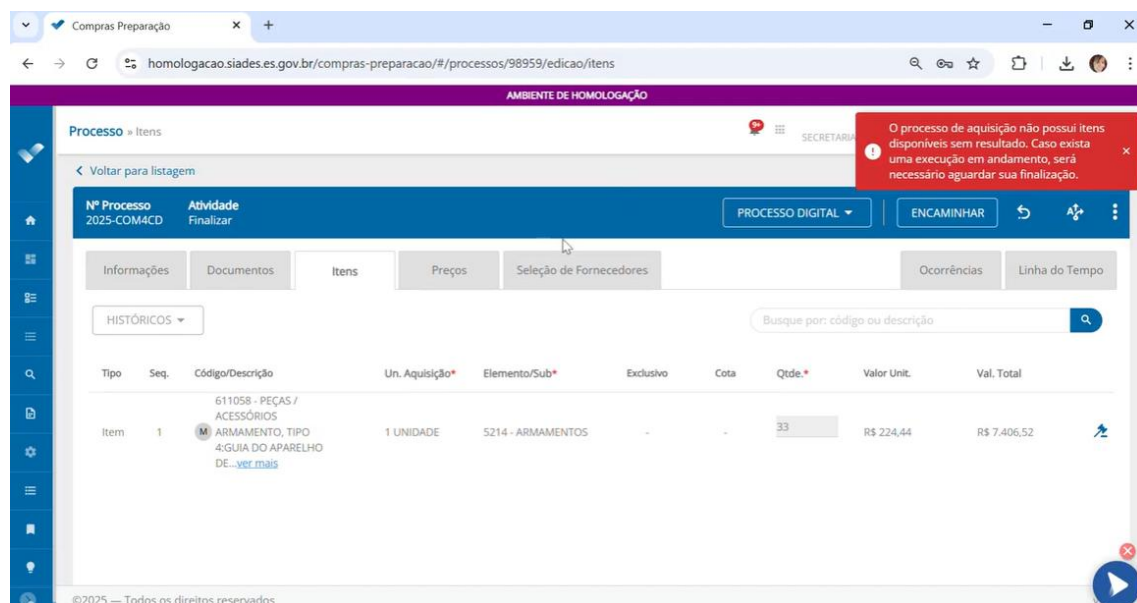 Compras Preparação
homologacao.siades.es.gov.br/compras-preparacao/#/processos/98959/edicao/itens
AMBIENTE DE HOMOLOGAÇÃO
Processo » Itens
9+
SECRETARIA
O processo de aquisição não possui itens
disponíveis sem resultado. Caso exista
uma execução em andamento, será
necessário aguardar sua finalização.
Voltar para listagem
Nº Processo Atividade
2025-COM4CD Finalizar
PROCESSO DIGITAL
ENCAMINHAR
Informações Documentos Itens Preços Seleção de Fornecedores Ocorrências Linha do Tempo
HISTÓRICOS
Busque por: código ou descrição
Tipo Seq. Código/Descrição Un. Aquisição* Elemento/Sub* Exclusivo Cota Qtde.* Valor Unit. Val. Total
611058 - PEÇAS /
ACESSÓRIOS
Item 1 M ARMAMENTO, TIPO 1 UNIDADE 5214 - ARMAMENTOS - - 33 R$ 224,44 R$ 7.406,52
4:GUIA DO APARELHO
DE...ver mais
©2025 — Todos os direitos reservados